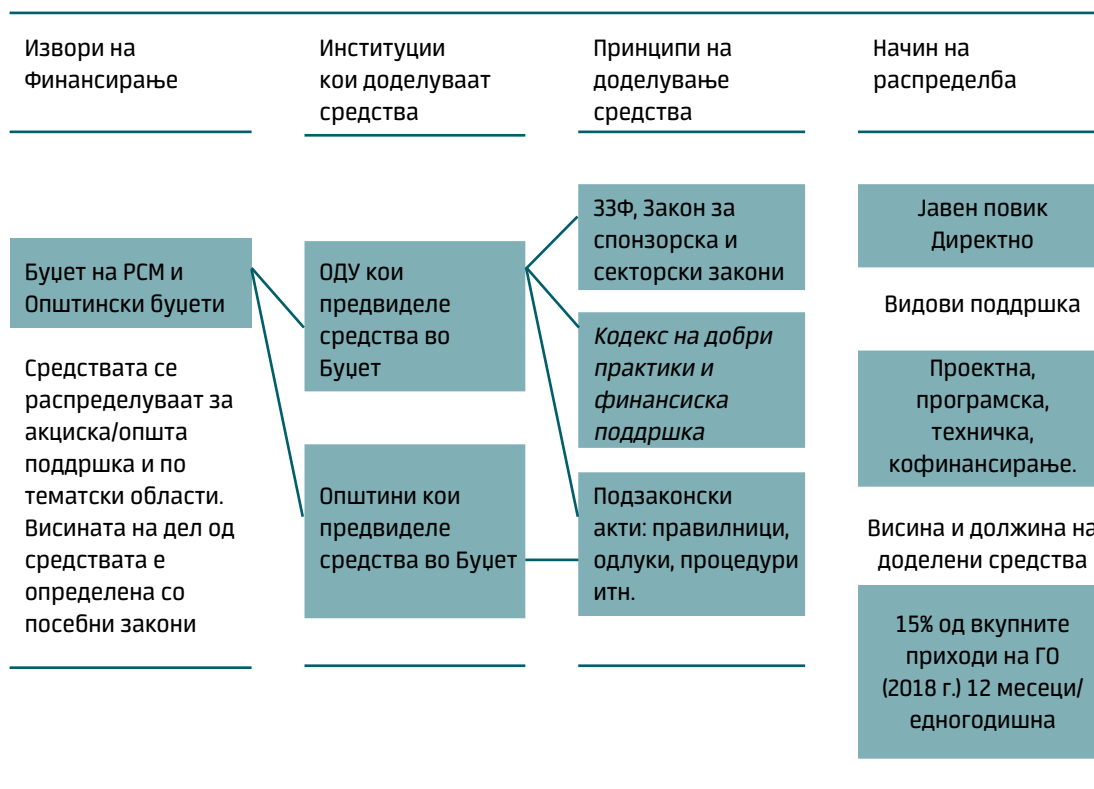 Извори на
Финансирање
Институции
кои доделуваат
средства
Принципи на
доделување
средства
Начин на
распределба
Буџет на РСМ и
Општински буџети
Средствата се
распределуваат за
акциска/општа
поддршка и по
тематски области.
Висината на дел од
средствата е
определена со
посебни закони
ОДУ кои
предвиделе
средства во
Буџет
Општини кои
предвиделе
средства во Буџет
ЗЗФ, Закон за
спонзорска и
секторски закони
Кодекс на добри
практики и
финансиска
поддршка
Подзаконски
акти: правилници,
одлуки, процедури
итн.
Јавен повик
Директно
Видови поддршка
Проектна,
програмска,
техничка,
кофинансирање.
Висина и должина на
доделени средства
15% од вкупните
приходи на ГО
(2018 г.) 12 месеци/
едногодишна